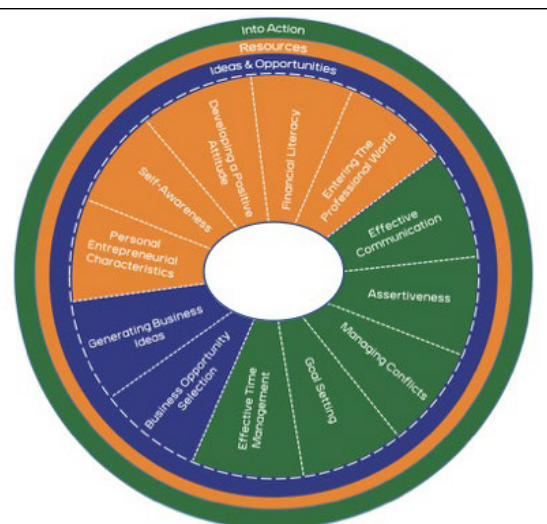 Into Action
Resources
Ideas & Opportunities
Developing a Positive
Attitude
Financial Literacy
Entering The
Professional World
Effective
Communication
Assertiveness
Managing Conflicts
Goal Setting
Effective Time
Management
Business Opportunity
Selection
Generating Business
Ideas
Personal
Entrepreneurial
Characteristics
Self-Awareness